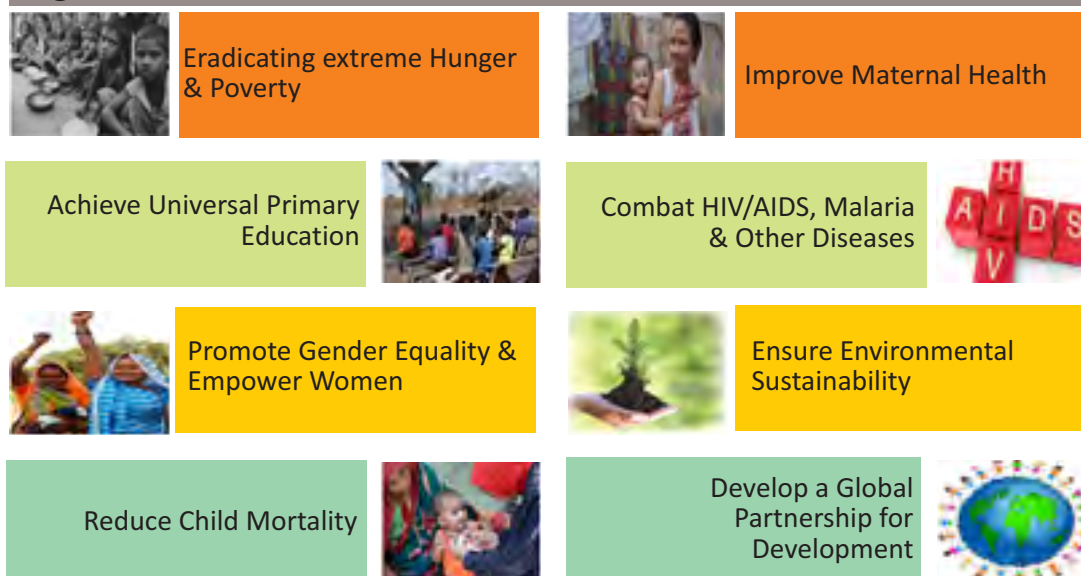 Eradicating extreme Hunger
& Poverty
Improve Maternal Health
Achieve Universal Primary
Education
Combat HIV/AIDS, Malaria
& Other Diseases
H
AIDS
V
Promote Gender Equality &
Empower Women
Ensure Environmental
Sustainability
Reduce Child Mortality
Develop a Global
Partnership for
Development